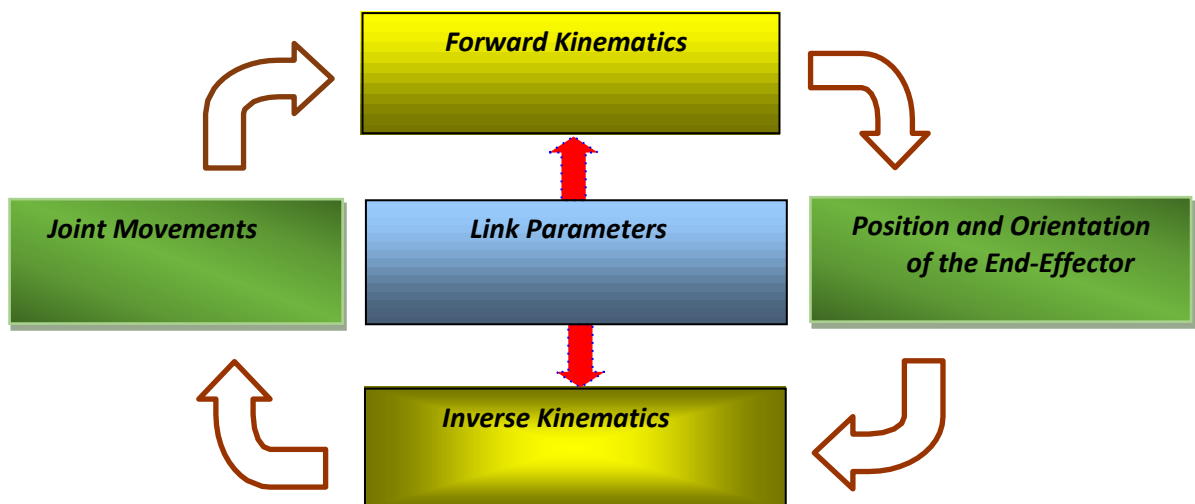 Forward Kinematics
Joint Movements
Link Parameters
Position and Orientation
of the End-Effector
Inverse Kinematics